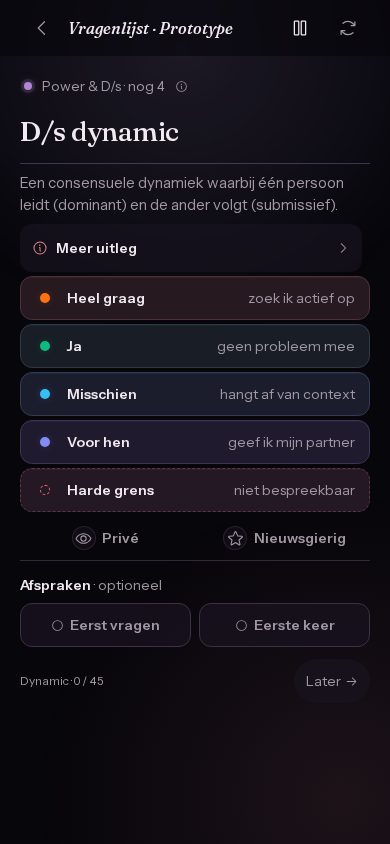 Vragenlijst · Prototype
Power & D/s · nog 4
D/s dynamic
Een consensuele dynamiek waarbij één persoon
leidt (dominant) en de ander volgt (submissief).
Meer uitleg
Heel graag zoek ik actief op
Ja geen probleem mee
Misschien hangt af van context
Voor hen geef ik mijn partner
Harde grens niet bespreekbaar
Privé Nieuwsgierig
Afspraken · optioneel
Eerst vragen Eerste keer
Dynamic · 0 / 45 Later →